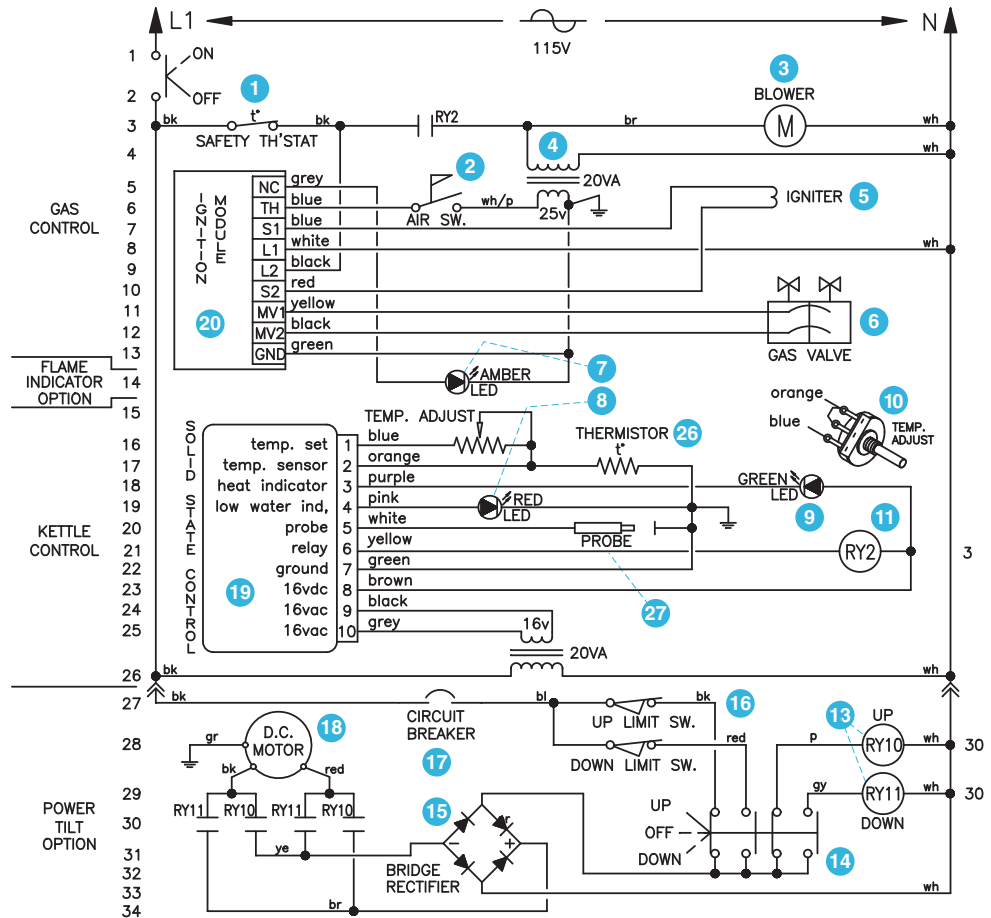 L1 N
115V
1 ON
2 OFF
1
3 BLOWER
3 bk t° bk RY2 br M wh
SAFETY TH'STAT
4 4 wh
IGNITION MODULE
5 NC grey 2 20VA
6 TH blue AIR SW. wh/p 25v IGNITER 5
GAS CONTROL
7 S1 blue
8 L1 white wh
9 L2 black
10 S2 red
11 MV1 yellow
20 6
12 MV2 black
GAS VALVE
13 GND green
FLAME INDICATOR OPTION
14 AMBER LED 7
8
15 TEMP. ADJUST
orange 10
blue TEMP. ADJUST
SOLID STATE CONTROL
16 temp. set 1 blue THERMISTOR 26
17 temp. sensor 2 orange t°
18 heat indicator 3 purple GREEN LED
19 low water ind, 4 pink RED LED 9 11
20 probe 5 white PROBE
KETTLE CONTROL
21 relay 6 yellow RY2 3
22 ground 7 green
23 16vdc 8 brown
19 27
24 16vac 9 black
25 16vac 10 grey 16v
20VA
26 bk wh
27 bk CIRCUIT BREAKER bl UP LIMIT SW. bk 16 13 UP
17
28 gr D.C. MOTOR 18 DOWN LIMIT SW. red p RY10 wh 30
bk red
29 gy RY11 wh 30
DOWN
POWER TILT OPTION
RY11 RY10 RY11 RY10
30 15 r UP
OFF
DOWN
31 ye - +
14
32 BRIDGE RECTIFIER
33 wh
34 br